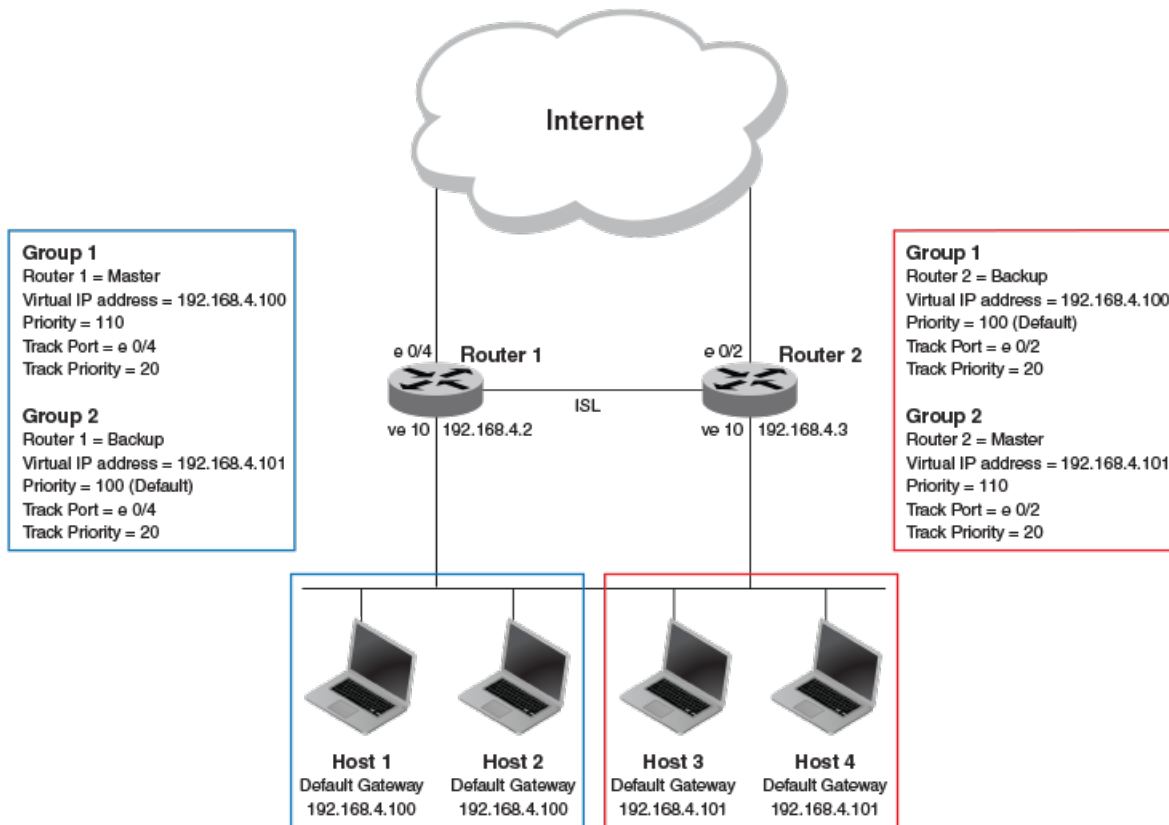 Internet
Group 1
Router 1 = Master
Virtual IP address = 192.168.4.100
Priority = 110
Track Port = e 0/4
Track Priority = 20
Group 2
Router 1 = Backup
Virtual IP address = 192.168.4.101
Priority = 100 (Default)
Track Port = e 0/4
Track Priority = 20
Group 1
Router 2 = Backup
Virtual IP address = 192.168.4.100
Priority = 100 (Default)
Track Port = e 0/2
Track Priority = 20
Group 2
Router 2 = Master
Virtual IP address = 192.168.4.101
Priority = 110
Track Port = e 0/2
Track Priority = 20
e 0/4 Router 1
e 0/2 Router 2
ISL
ve 10 192.168.4.2
ve 10 192.168.4.3
Host 1
Default Gateway
192.168.4.100
Host 2
Default Gateway
192.168.4.100
Host 3
Default Gateway
192.168.4.101
Host 4
Default Gateway
192.168.4.101